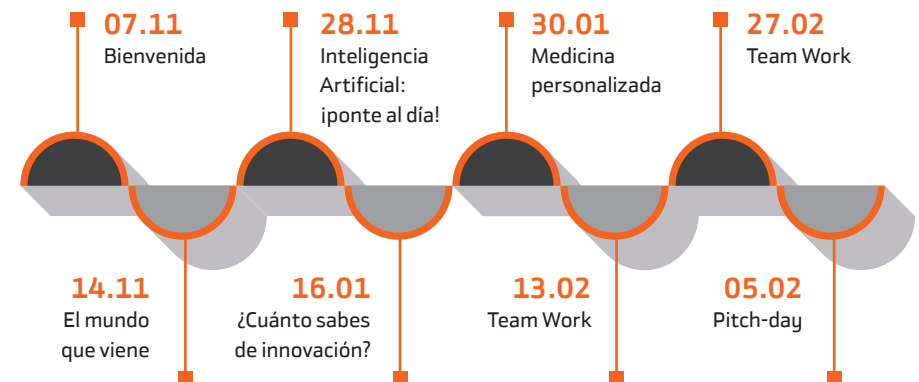 07.11
Bienvenida
28.11
Inteligencia
Artificial:
¡ponte al día!
30.01
Medicina
personalizada
27.02
Team Work
14.11
El mundo
que viene
16.01
¿Cuánto sabes
de innovación?
13.02
Team Work
05.02
Pitch-day